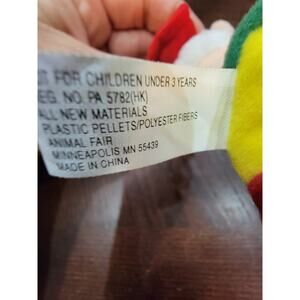 FOR CHILDREN UNDER 3 YEARS
EG. NO. PA 5782(HK)
ALL NEW MATERIALS
PLASTIC PELLETS/POLYESTER FIBERS
ANIMAL FAIR
MINNEAPOLIS MN 55439
MADE IN CHINA